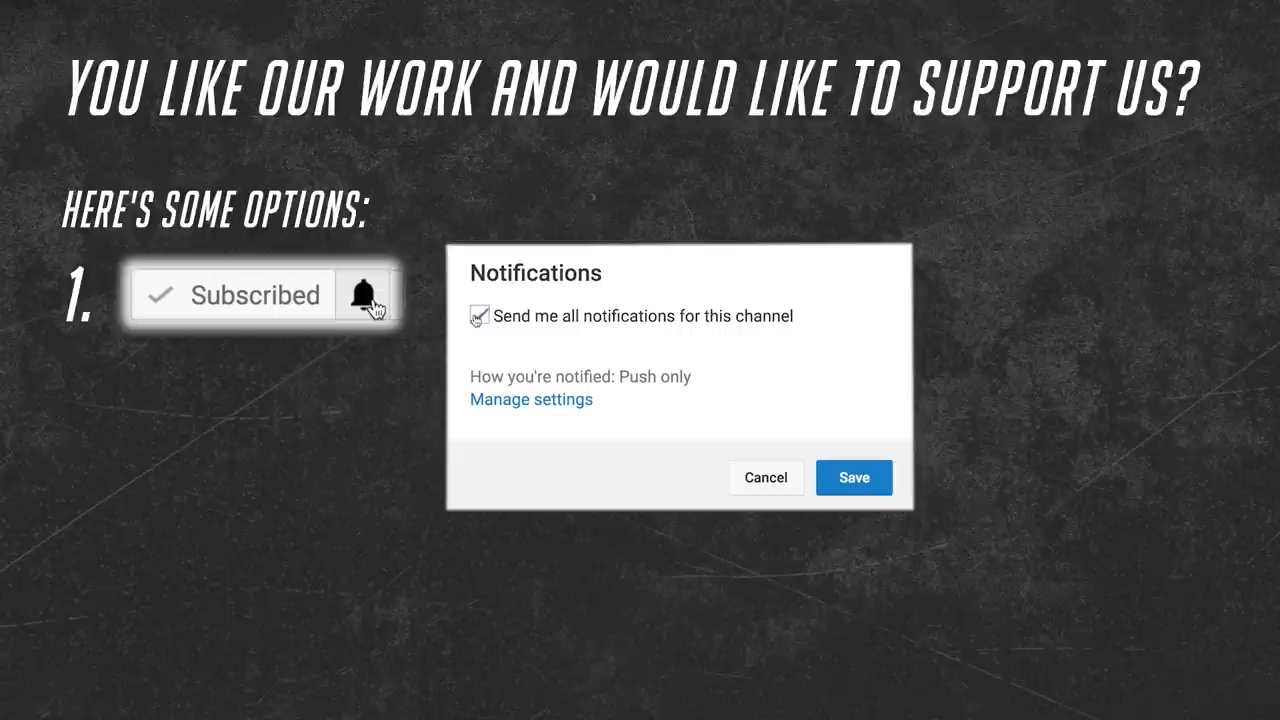 YOU LIKE OUR WORK AND WOULD LIKE TO SUPPORT US?
HERE'S SOME OPTIONS:
1. Subscribed
Notifications
Send me all notifications for this channel
How you're notified: Push only
Manage settings
Cancel Save